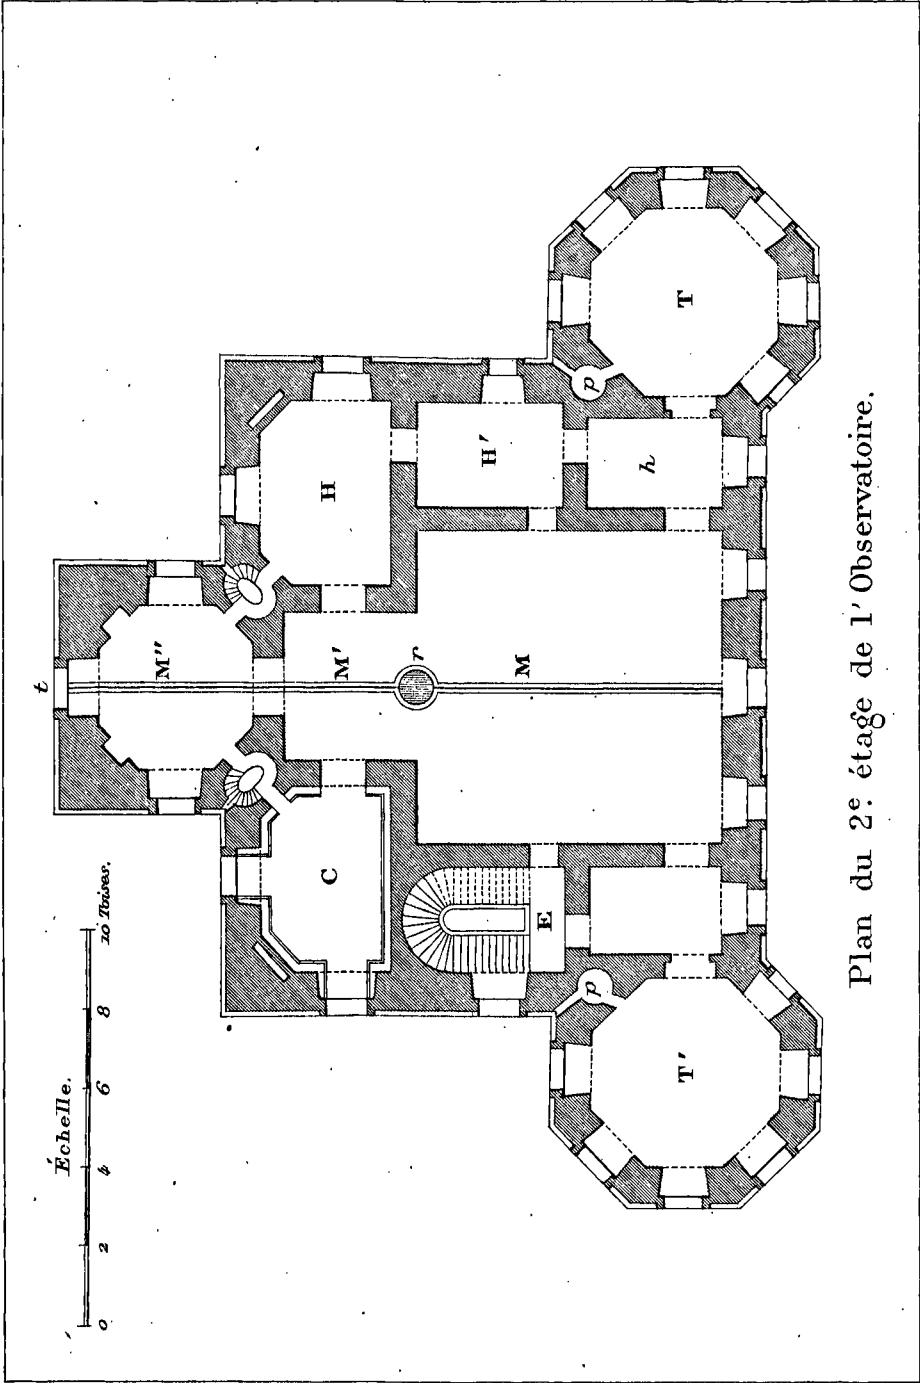 Échelle.
0 2 4 6 8 10 Toises.
t
M" M' r M
H H' h
C E
p p
T' T
Plan du 2e. étage de l'Observatoire.